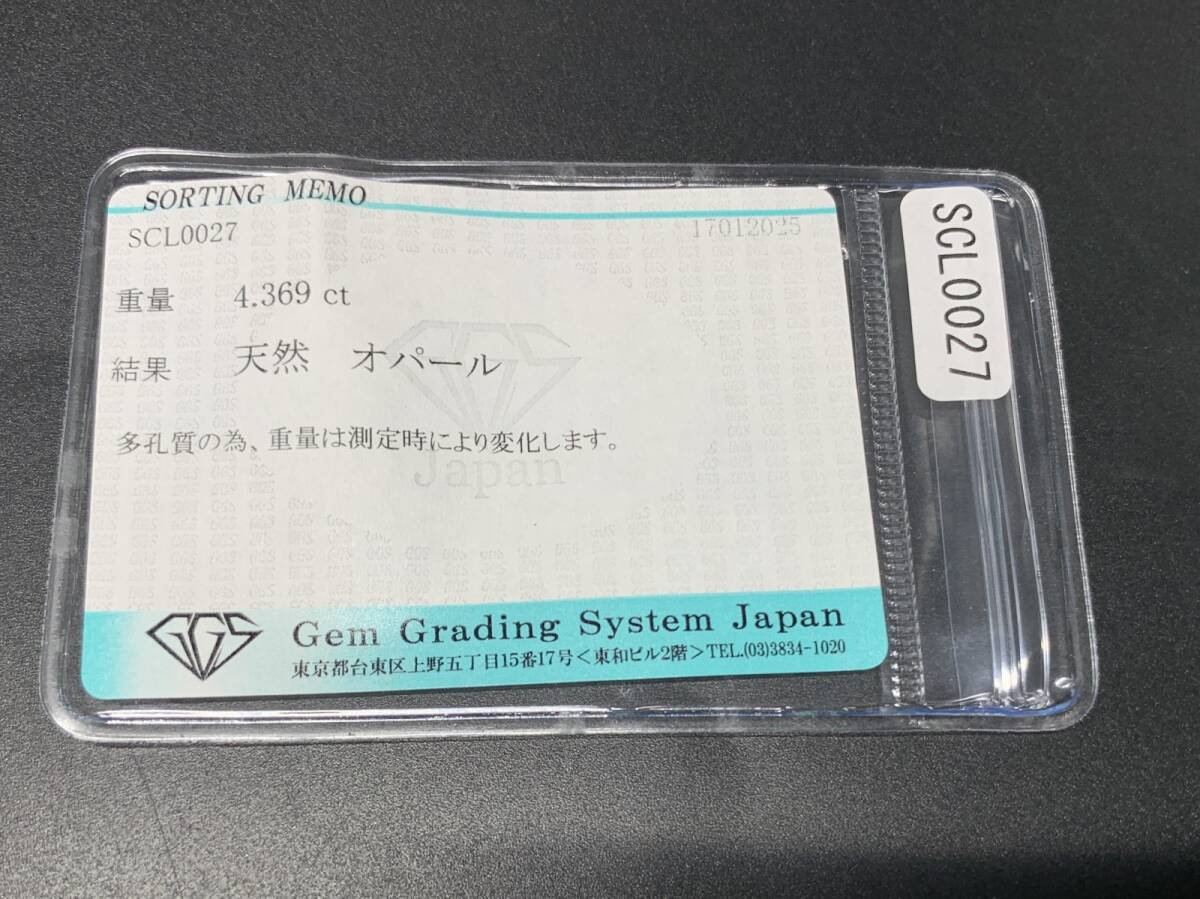 SORTING MEMO
SCL0027
17012025
重量 4.369 ct
結果 天然 オパール
多孔質の為、重量は測定時により変化します。
GGS
Japan
GGS Gem Grading System Japan
東京都台東区上野五丁目15番17号<東和ビル2階>TEL.(03)3834-1020
SCL0027